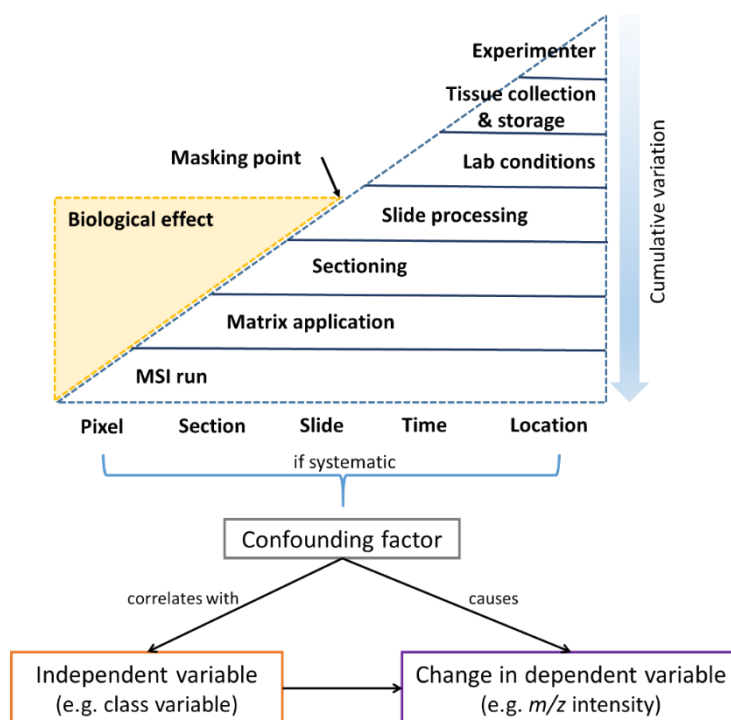 Experimenter
Tissue collection
& storage
Masking point
Lab conditions
Biological effect
Slide processing
Sectioning
Matrix application
MSI run
Cumulative variation
Pixel Section Slide Time Location
if systematic
Confounding factor
correlates with
causes
Independent variable
(e.g. class variable)
Change in dependent variable
(e.g. m/z intensity)